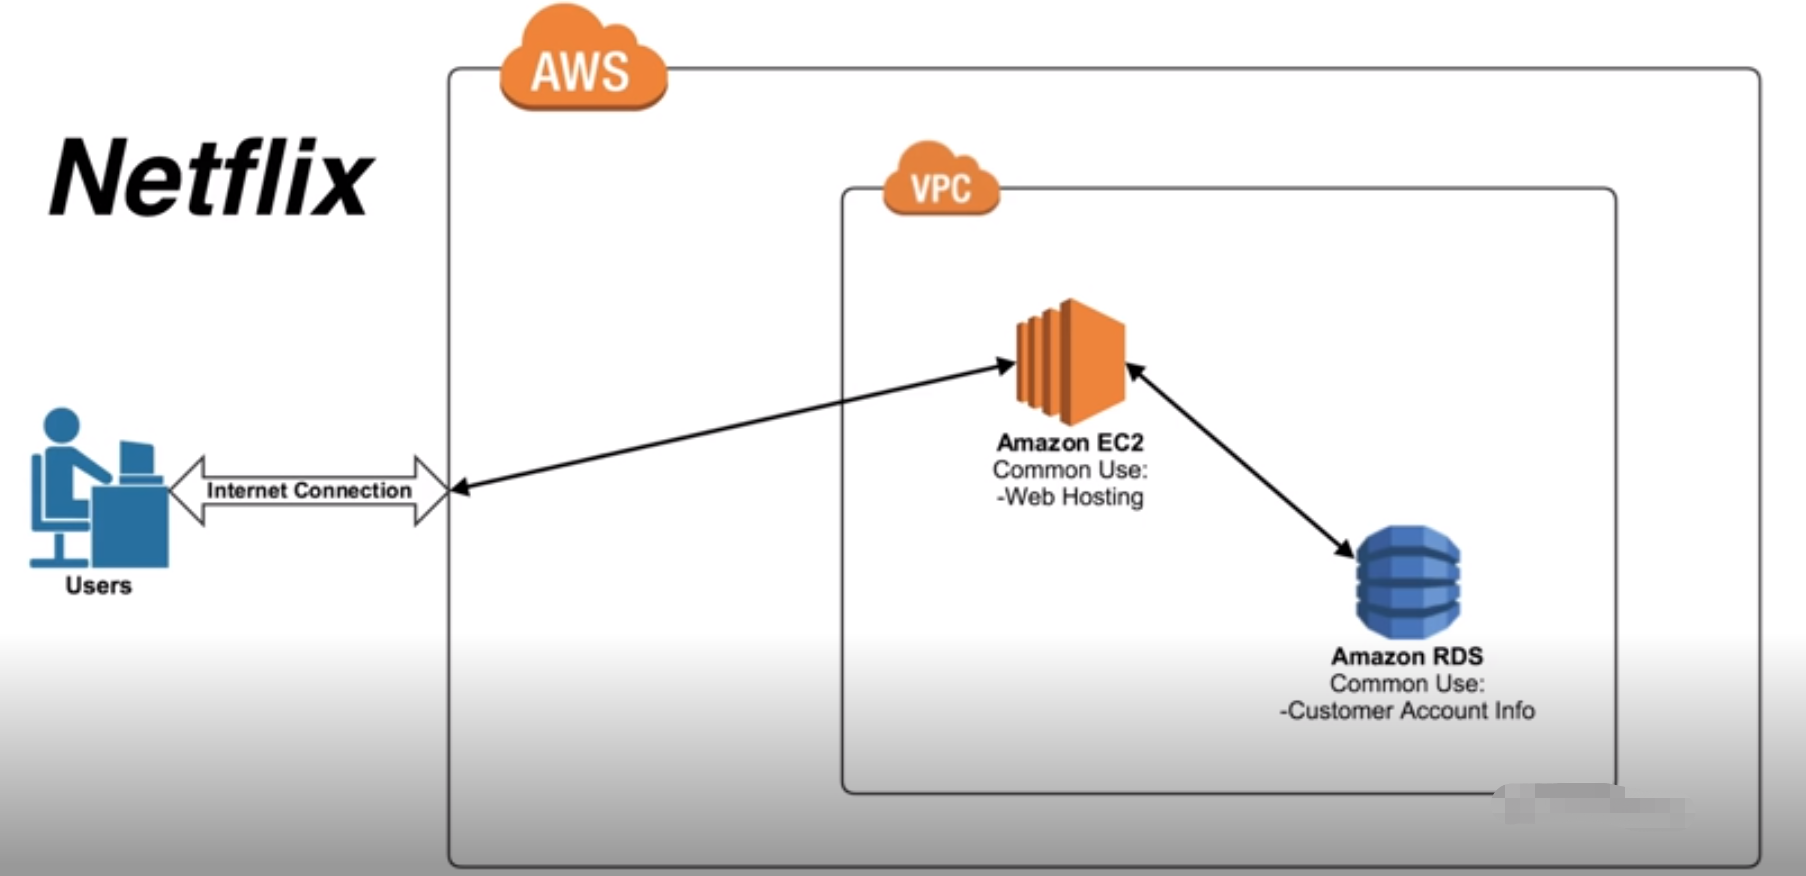 AWS
Netflix
VPC
Amazon EC2
Common Use:
-Web Hosting
Internet Connection
Users
Amazon RDS
Common Use:
-Customer Account Info